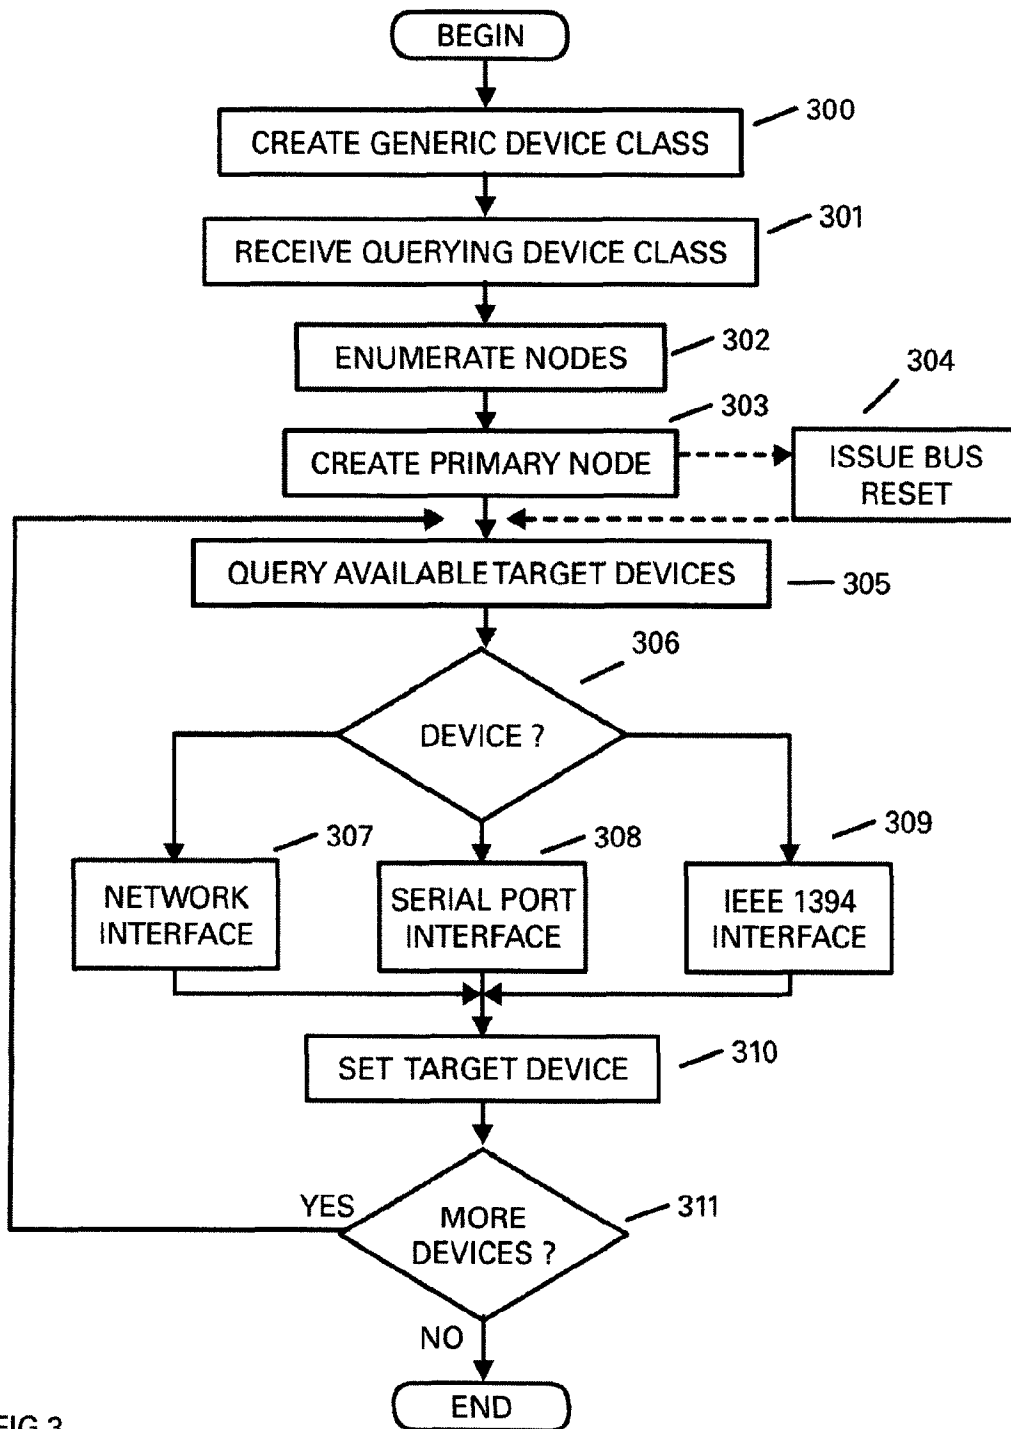 BEGIN
CREATE GENERIC DEVICE CLASS
300
RECEIVE QUERYING DEVICE CLASS
301
ENUMERATE NODES
302
CREATE PRIMARY NODE
303
304
ISSUE BUS
RESET
QUERY AVAILABLE TARGET DEVICES
305
306
DEVICE ?
307
NETWORK
INTERFACE
308
SERIAL PORT
INTERFACE
309
IEEE 1394
INTERFACE
SET TARGET DEVICE
310
YES
MORE
DEVICES ?
311
NO
END
FIG 3